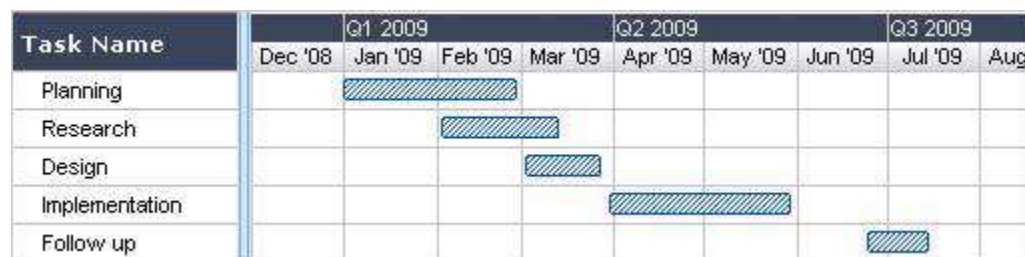 Task Name
Q1 2009 Q2 2009 Q3 2009
Dec '08 Jan '09 Feb '09 Mar '09 Apr '09 May '09 Jun '09 Jul '09 Aug
Planning
Research
Design
Implementation
Follow up